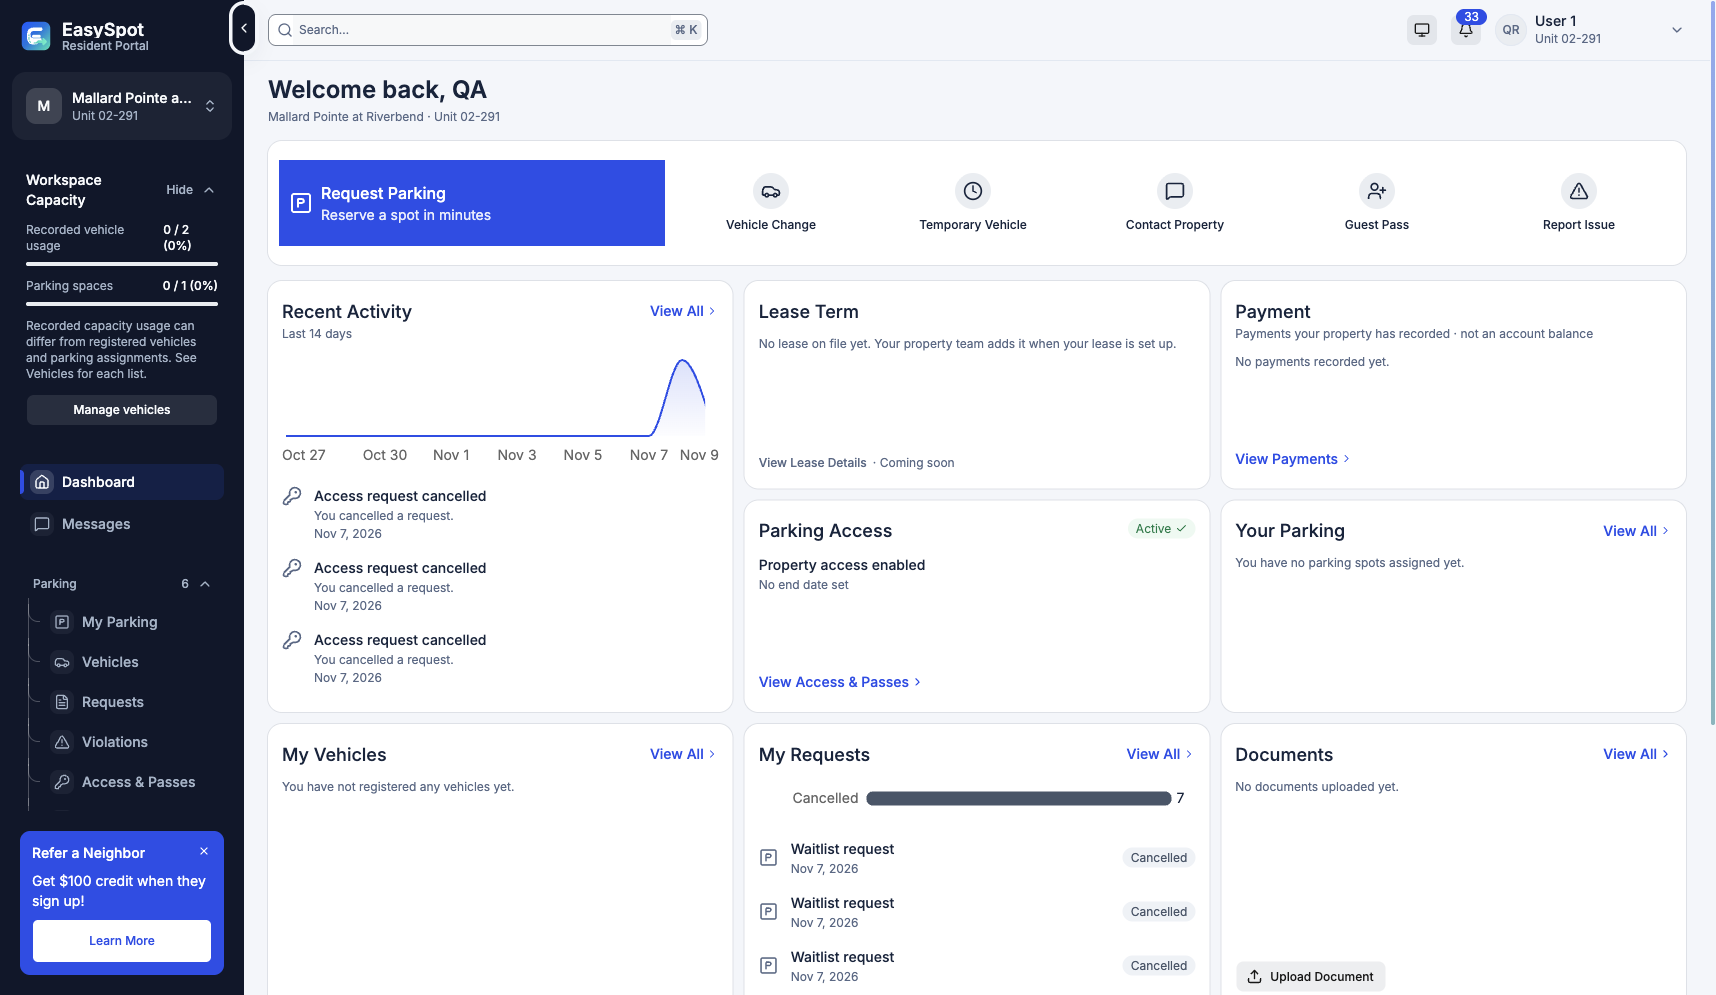 EasySpot
Resident Portal
M
Mallard Pointe a...
Unit 02-291
Workspace
Capacity
Hide
Recorded vehicle
usage
0 / 2
(0%)
Parking spaces
0 / 1 (0%)
Recorded capacity usage can
differ from registered vehicles
and parking assignments. See
Vehicles for each list.
Manage vehicles
Dashboard
Messages
Parking
6
My Parking
Vehicles
Requests
Violations
Access & Passes
Refer a Neighbor
Get $100 credit when they
sign up!
Learn More
Search...
⌘ K
33
QR
User 1
Unit 02-291
Welcome back, QA
Mallard Pointe at Riverbend · Unit 02-291
P
Request Parking
Reserve a spot in minutes
Vehicle Change
Temporary Vehicle
Contact Property
Guest Pass
Report Issue
Recent Activity
View All
Last 14 days
Oct 27 Oct 30 Nov 1 Nov 3 Nov 5 Nov 7 Nov 9
Access request cancelled
You cancelled a request.
Nov 7, 2026
Access request cancelled
You cancelled a request.
Nov 7, 2026
Access request cancelled
You cancelled a request.
Nov 7, 2026
Lease Term
No lease on file yet. Your property team adds it when your lease is set up.
View Lease Details · Coming soon
Payment
Payments your property has recorded · not an account balance
No payments recorded yet.
View Payments
Parking Access
Active
Property access enabled
No end date set
View Access & Passes
Your Parking
View All
You have no parking spots assigned yet.
My Vehicles
View All
You have not registered any vehicles yet.
My Requests
View All
Cancelled
7
P
Waitlist request
Nov 7, 2026
Cancelled
P
Waitlist request
Nov 7, 2026
Cancelled
P
Waitlist request
Nov 7, 2026
Cancelled
Documents
View All
No documents uploaded yet.
Upload Document